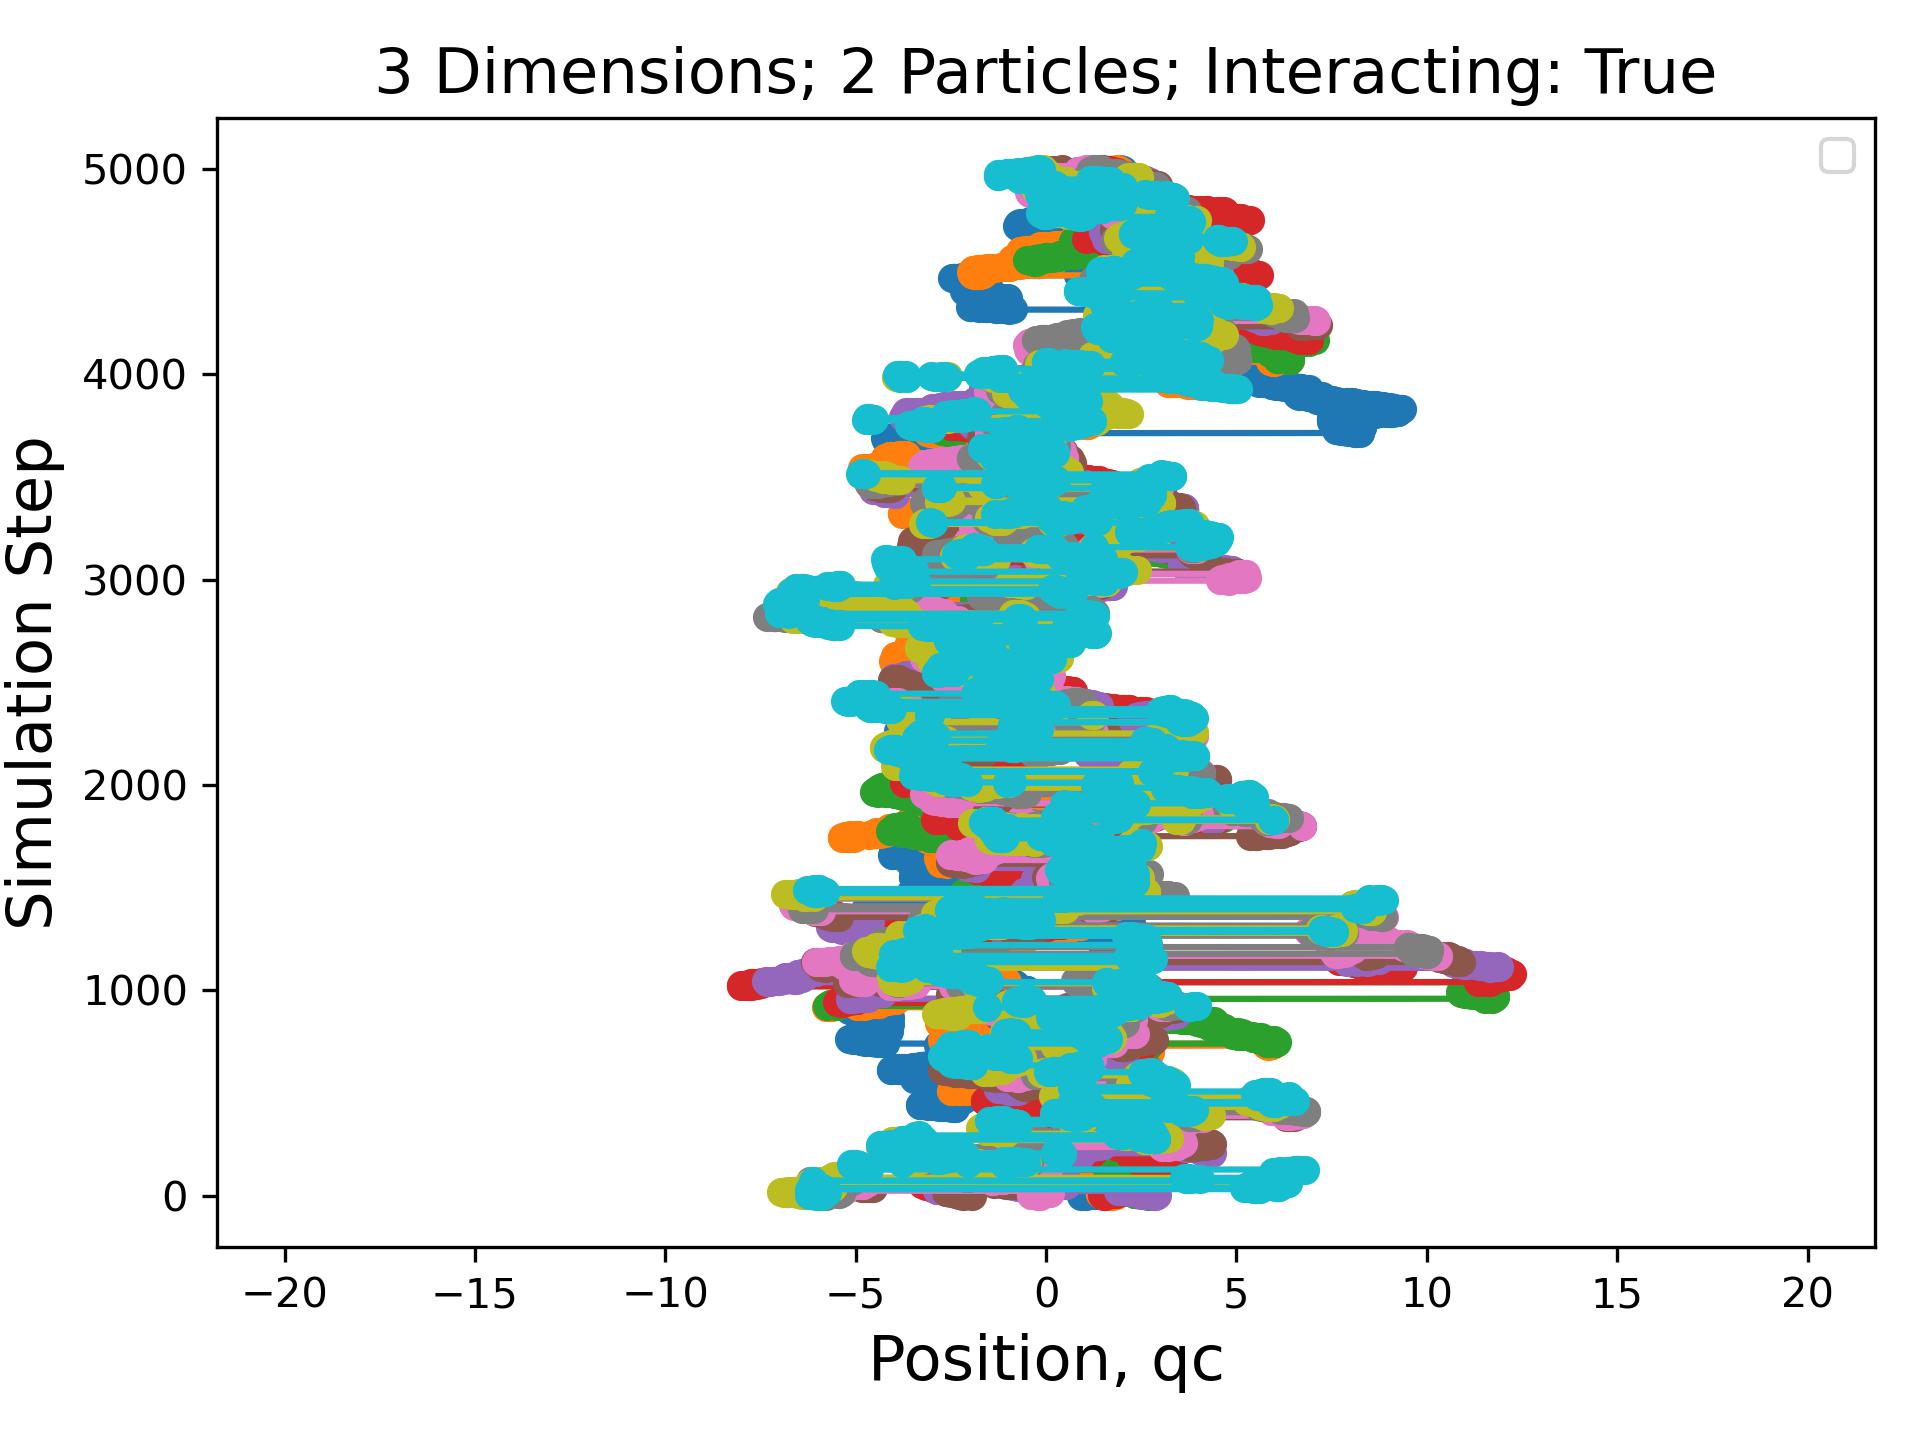 3 Dimensions; 2 Particles; Interacting: True
5000
4000
3000
2000
1000
0
Simulation Step
−20 −15 −10 −5 0 5 10 15 20
Position, qc